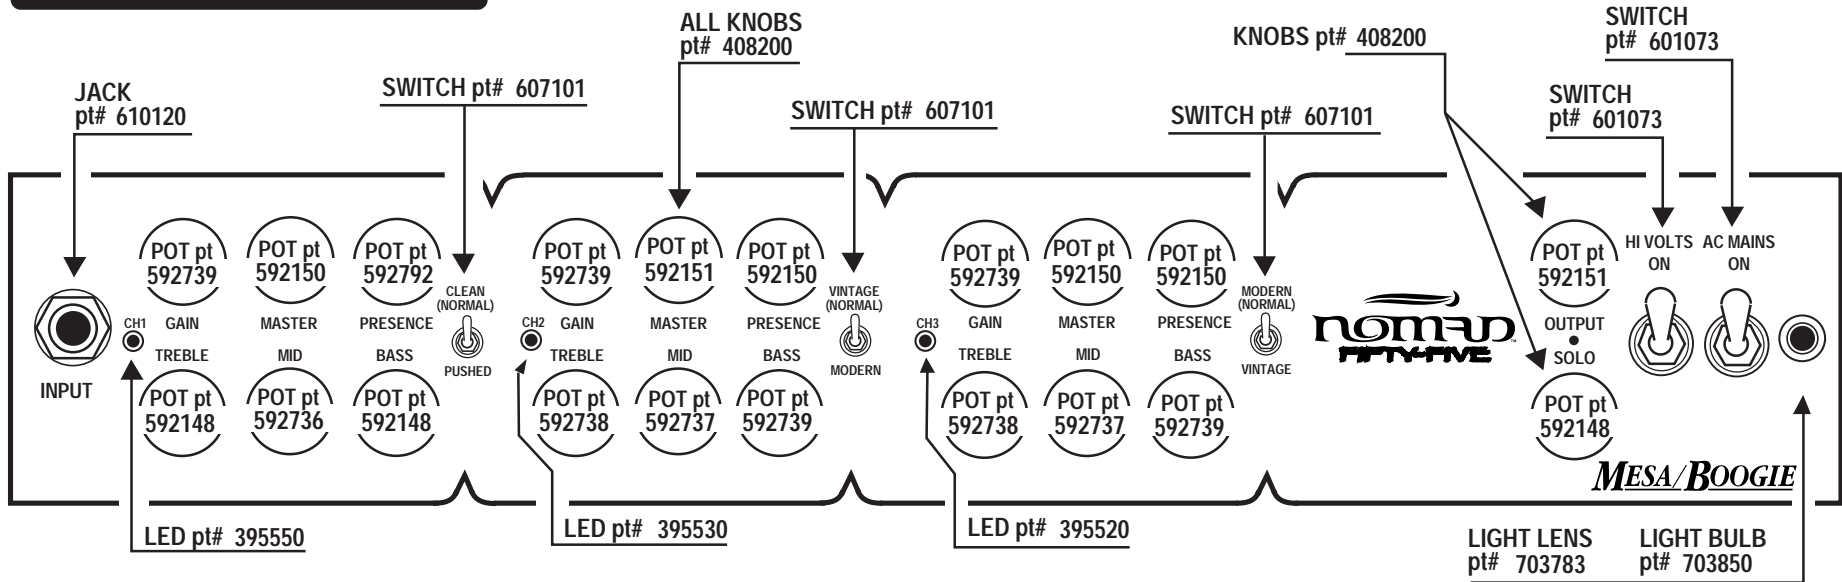 ALL KNOBS
pt# 408200
KNOBS pt# 408200
SWITCH
pt# 601073
JACK
pt# 610120
SWITCH pt# 607101
SWITCH pt# 607101
SWITCH pt# 607101
SWITCH
pt# 601073
INPUT
CH1
POT pt
592739
GAIN
POT pt
592150
MASTER
POT pt
592792
PRESENCE
TREBLE
POT pt
592148
MID
POT pt
592736
BASS
POT pt
592148
CLEAN
(NORMAL)
PUSHED
CH2
POT pt
592739
GAIN
POT pt
592151
MASTER
POT pt
592150
PRESENCE
TREBLE
POT pt
592738
MID
POT pt
592737
BASS
POT pt
592739
VINTAGE
(NORMAL)
MODERN
CH3
POT pt
592739
GAIN
POT pt
592150
MASTER
POT pt
592150
PRESENCE
TREBLE
POT pt
592738
MID
POT pt
592737
BASS
POT pt
592739
MODERN
(NORMAL)
VINTAGE
NOMAD
FIFTY-FIVE
POT pt
592151
OUTPUT
SOLO
POT pt
592148
HI VOLTS
ON
AC MAINS
ON
MESA/BOOGIE
LED pt# 395550
LED pt# 395530
LED pt# 395520
LIGHT LENS
pt# 703783
LIGHT BULB
pt# 703850